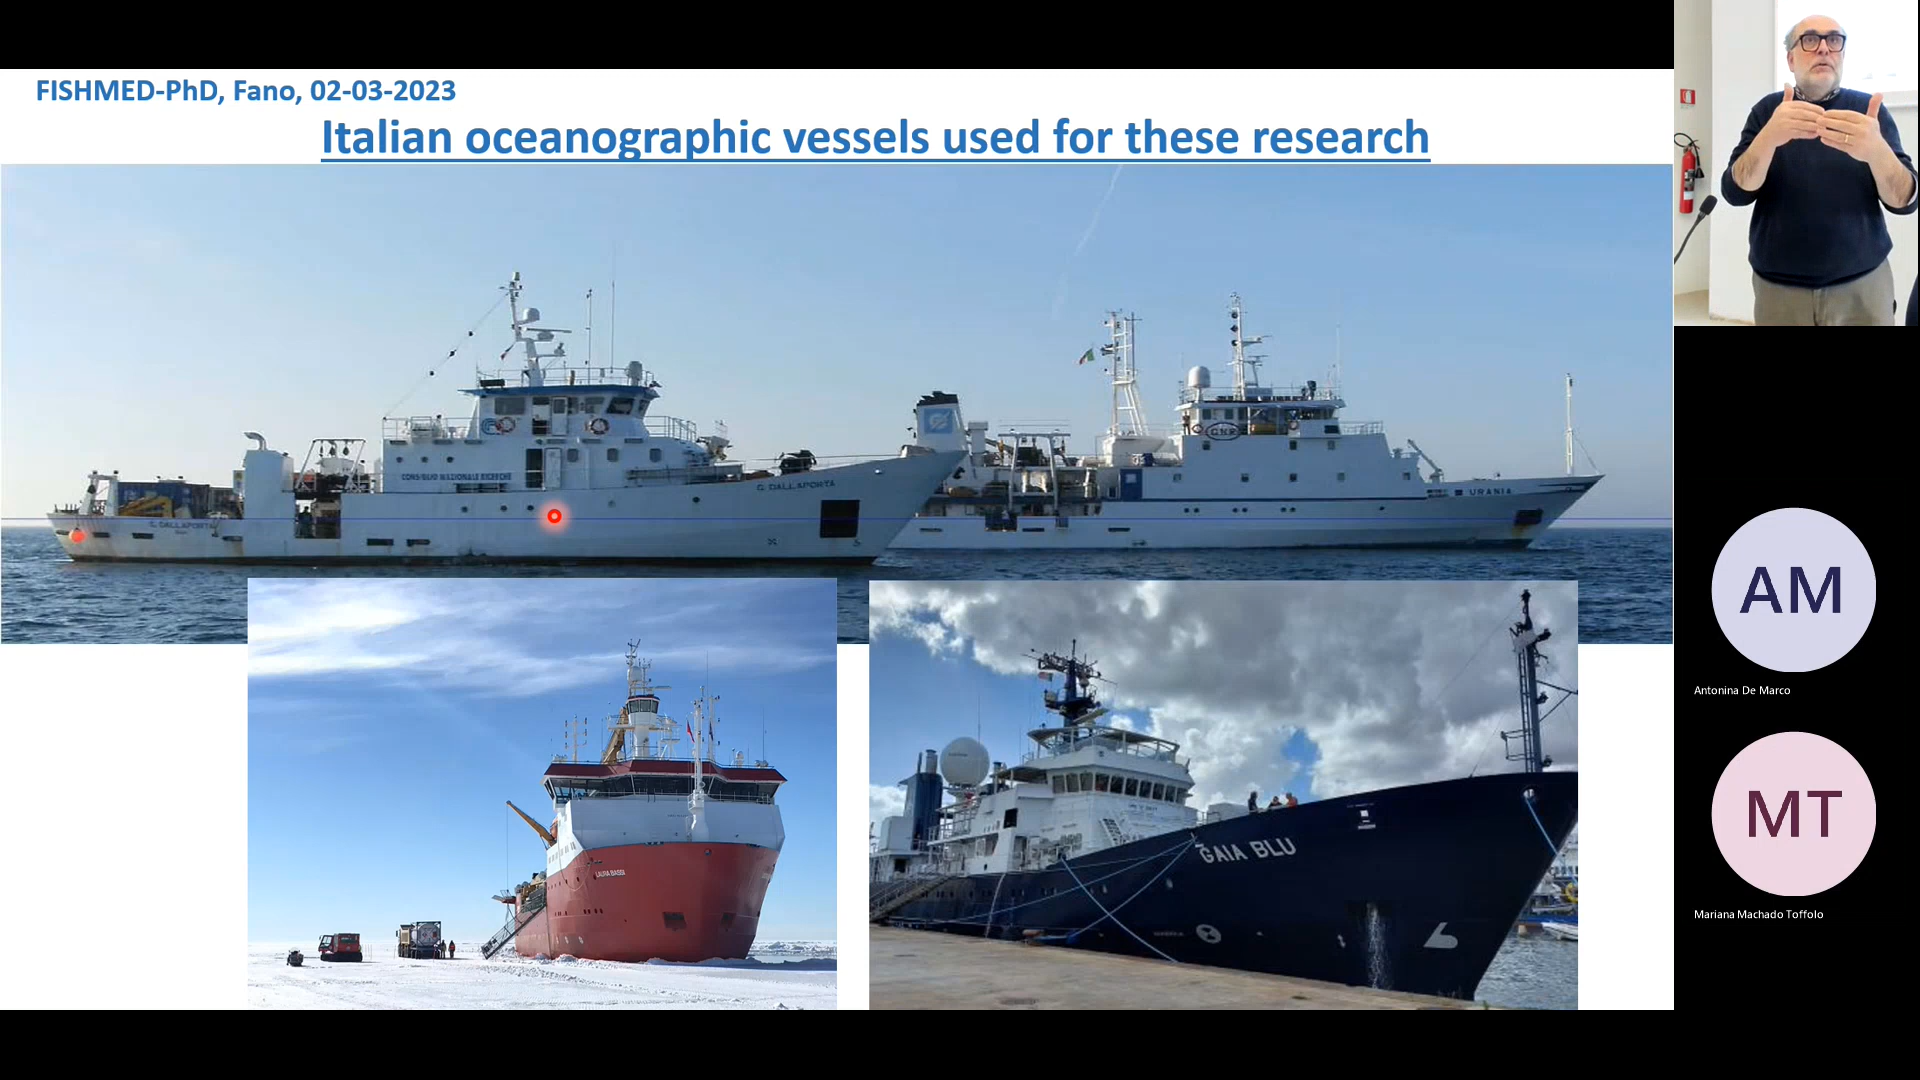 FISHMED-PhD, Fano, 02-03-2023
Italian oceanographic vessels used for these research
CONSIGLIO NAZIONALE RICERCHE
G. DALLAPORTA
G. DALLAPORTA
CNR
URANIA
LAURA BASSI
GAIA BLU
AM
Antonina De Marco
MT
Mariana Machado Toffolo